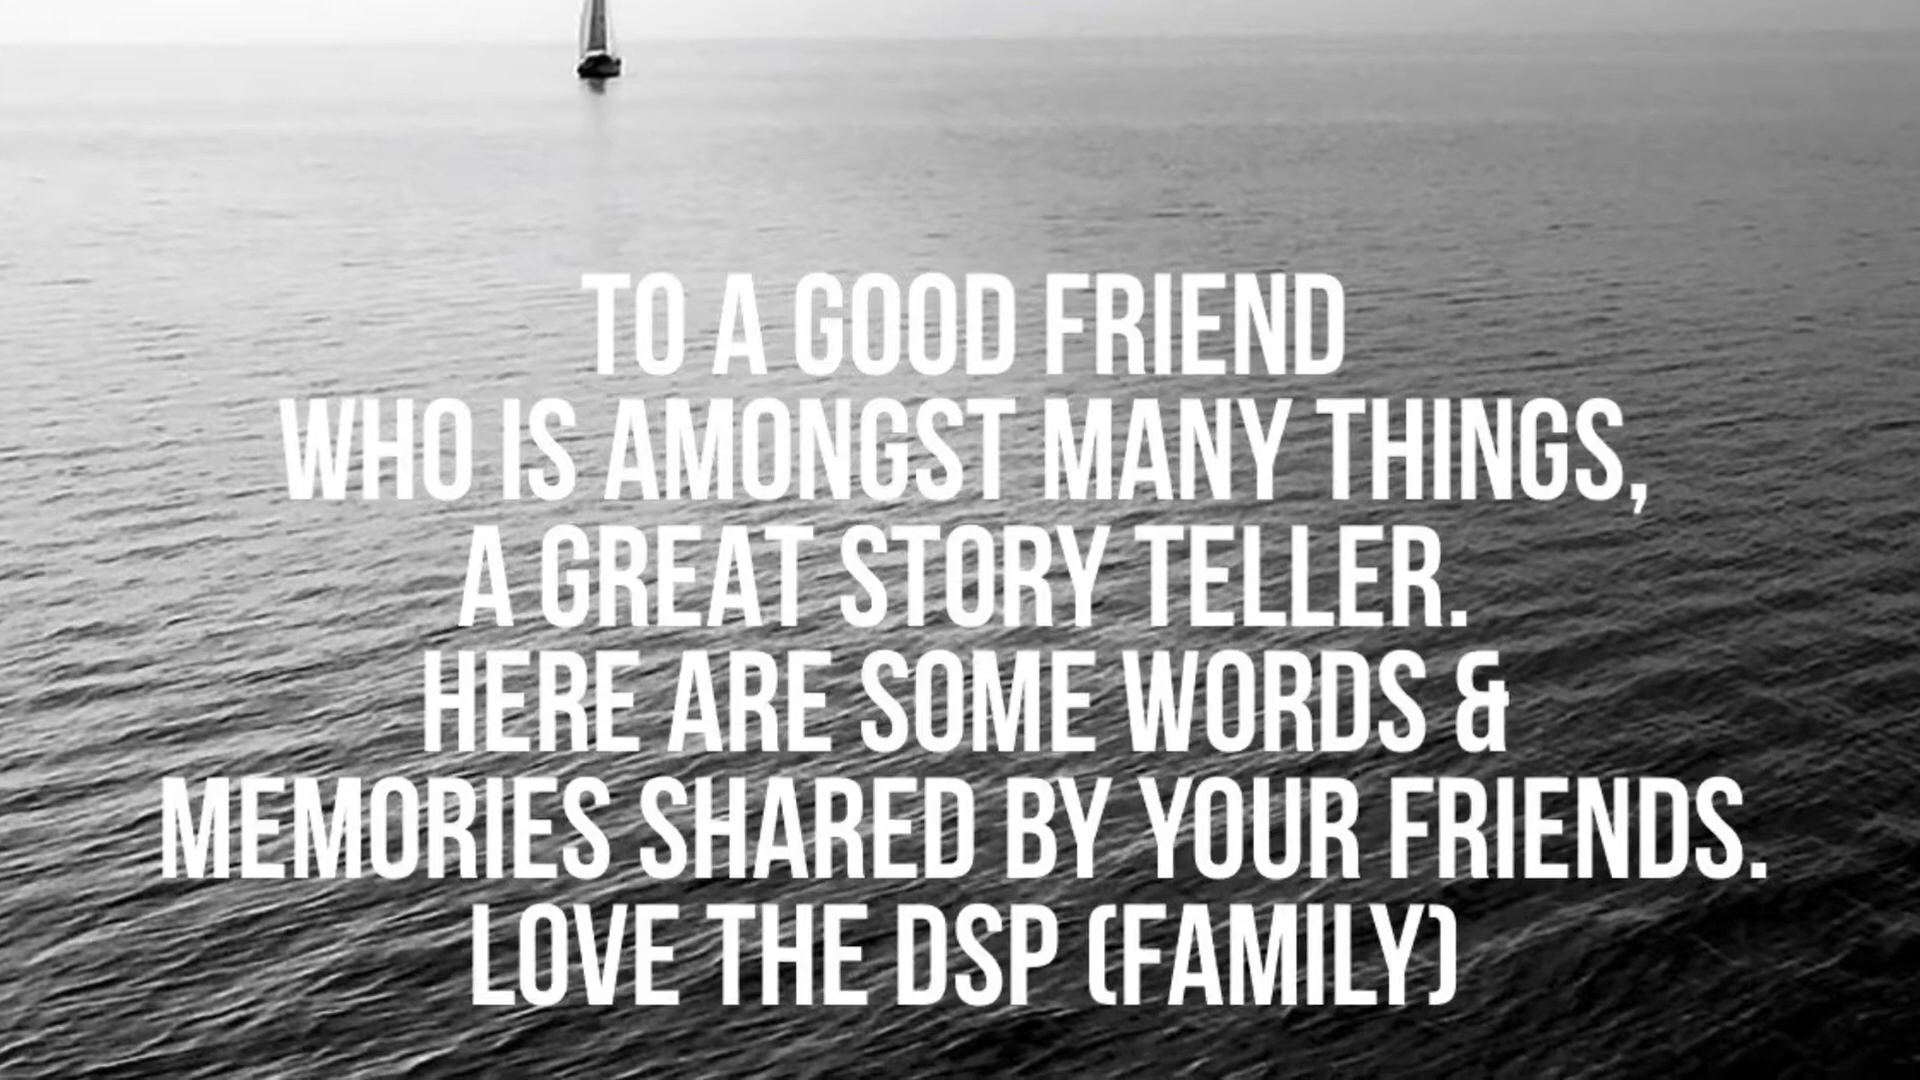 TO A GOOD FRIEND
WHO IS AMONGST MANY THINGS,
A GREAT STORY TELLER.
HERE ARE SOME WORDS &
MEMORIES SHARED BY YOUR FRIENDS.
LOVE THE DSP (FAMILY)